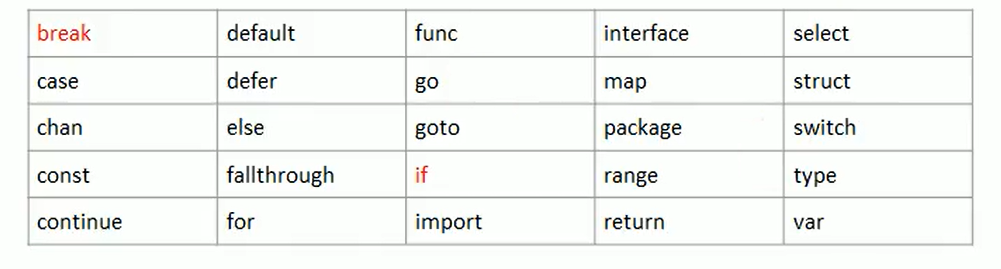 break default func interface select
case defer go map struct
chan else goto package switch
const fallthrough if range type
continue for import return var